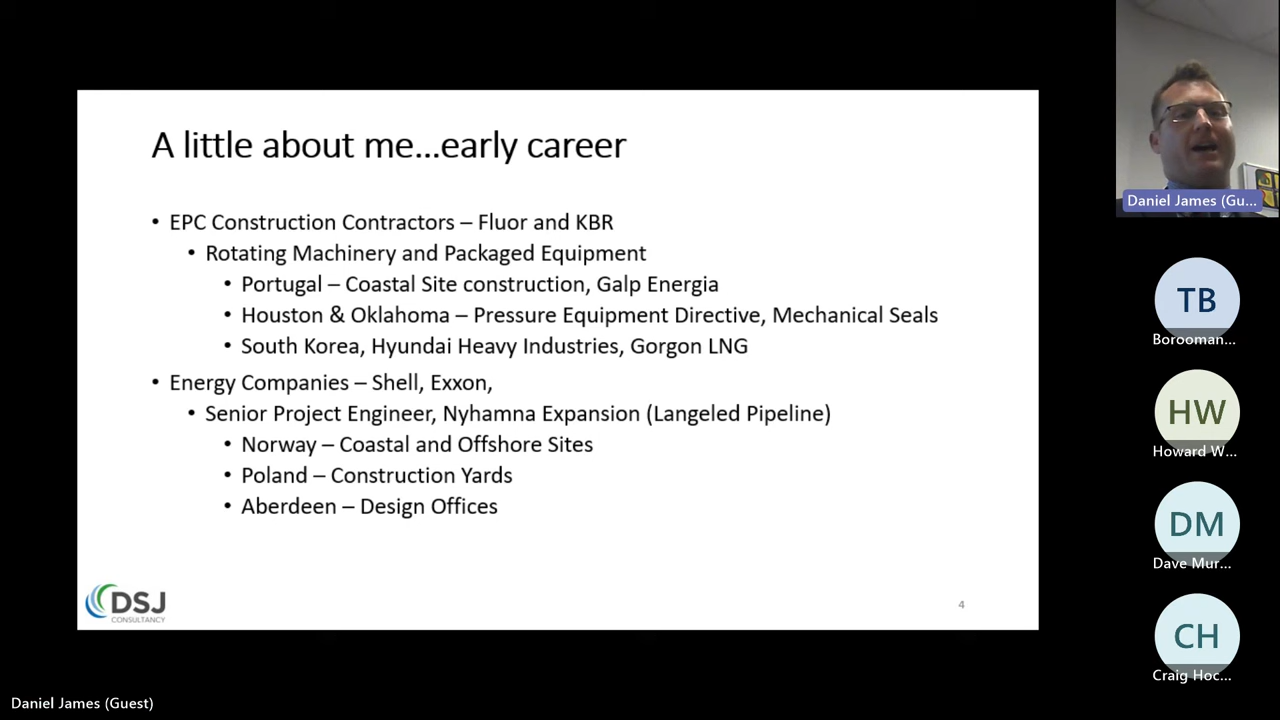 A little about me...early career
• EPC Construction Contractors – Fluor and KBR
• Rotating Machinery and Packaged Equipment
• Portugal – Coastal Site construction, Galp Energia
• Houston & Oklahoma – Pressure Equipment Directive, Mechanical Seals
• South Korea, Hyundai Heavy Industries, Gorgon LNG
• Energy Companies – Shell, Exxon,
• Senior Project Engineer, Nyhamna Expansion (Langeled Pipeline)
• Norway – Coastal and Offshore Sites
• Poland – Construction Yards
• Aberdeen – Design Offices
DSJ
CONSULTANCY
4
Daniel James (Gu...
TB
Borooman...
HW
Howard W...
DM
Dave Mur...
CH
Craig Hoc...
Daniel James (Guest)